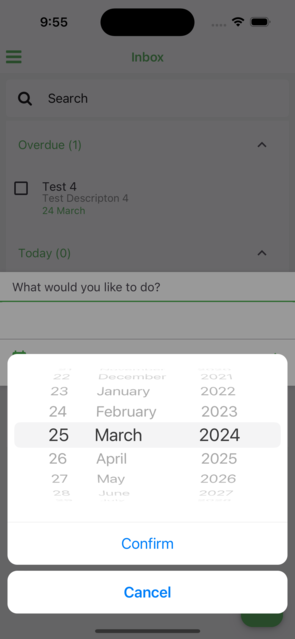 9:55
Inbox
Search
Overdue (1)
Test 4
Test Descripton 4
24 March
Today (0)
What would you like to do?
22 December 2021
23 January 2022
24 February 2023
25 March 2024
26 April 2025
27 May 2026
28 June 2027
Confirm
Cancel